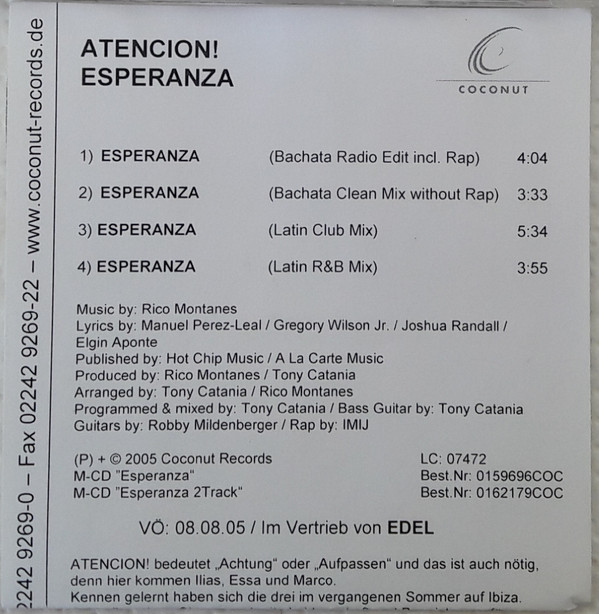 ATENCION!
ESPERANZA
COCONUT
1) ESPERANZA (Bachata Radio Edit incl. Rap) 4:04
2) ESPERANZA (Bachata Clean Mix without Rap) 3:33
3) ESPERANZA (Latin Club Mix) 5:34
4) ESPERANZA (Latin R&B Mix) 3:55
Music by: Rico Montanes
Lyrics by: Manuel Perez-Leal / Gregory Wilson Jr. / Joshua Randall /
Elgin Aponte
Published by: Hot Chip Music / A La Carte Music
Produced by: Rico Montanes / Tony Catania
Arranged by: Tony Catania / Rico Montanes
Programmed & mixed by: Tony Catania / Bass Guitar by: Tony Catania
Guitars by: Robby Mildenberger / Rap by: IMIJ
(P) + © 2005 Coconut Records LC: 07472
M-CD "Esperanza“ Best.Nr: 0159696COC
M-CD "Esperanza 2Track“ Best.Nr: 0162179COC
VÖ: 08.08.05 / Im Vertrieb von EDEL
ATENCION! bedeutet „Achtung“ oder „Aufpassen“ und das ist auch nötig,
denn hier kommen Ilias, Essa und Marco.
Kennen gelernt haben sich die drei im vergangenen Sommer auf Ibiza.
2242 9269-0 – Fax 02242 9269-22 – www.coconut-records.de